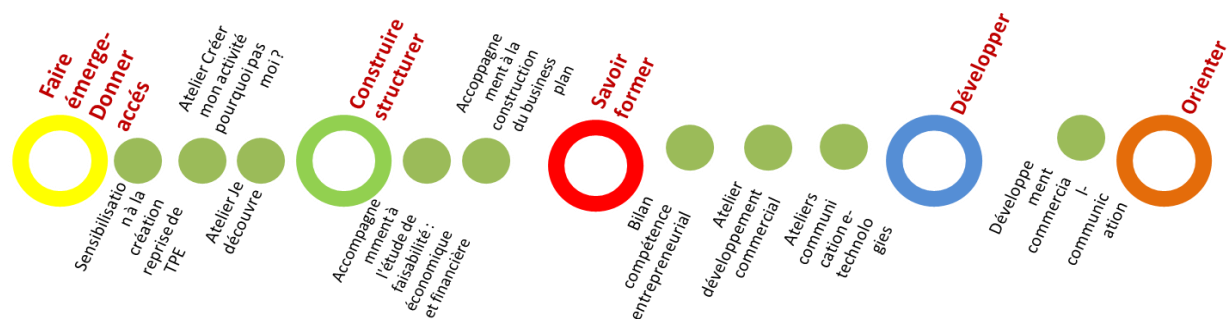 Faire
émerge-
Donner
accés
Sensibilisatio
n à la
création
reprise de
TPE
Atelier Créer
mon activité
pourquoi pas
moi ?
Atelier Je
découvre
Construire
structurer
Accompagne
mment à
l'étude de
faisabilité :
économique
et financière
Accoppagne
ment à la
construction
du business
plan
Savoir
former
Bilan
compétence
entrepreneurial
Atelier
développement
commercial
Ateliers
communi
cation e-
technolo
gies
Développer
Développe
ment
commercia
l-
communic
ation
Orienter